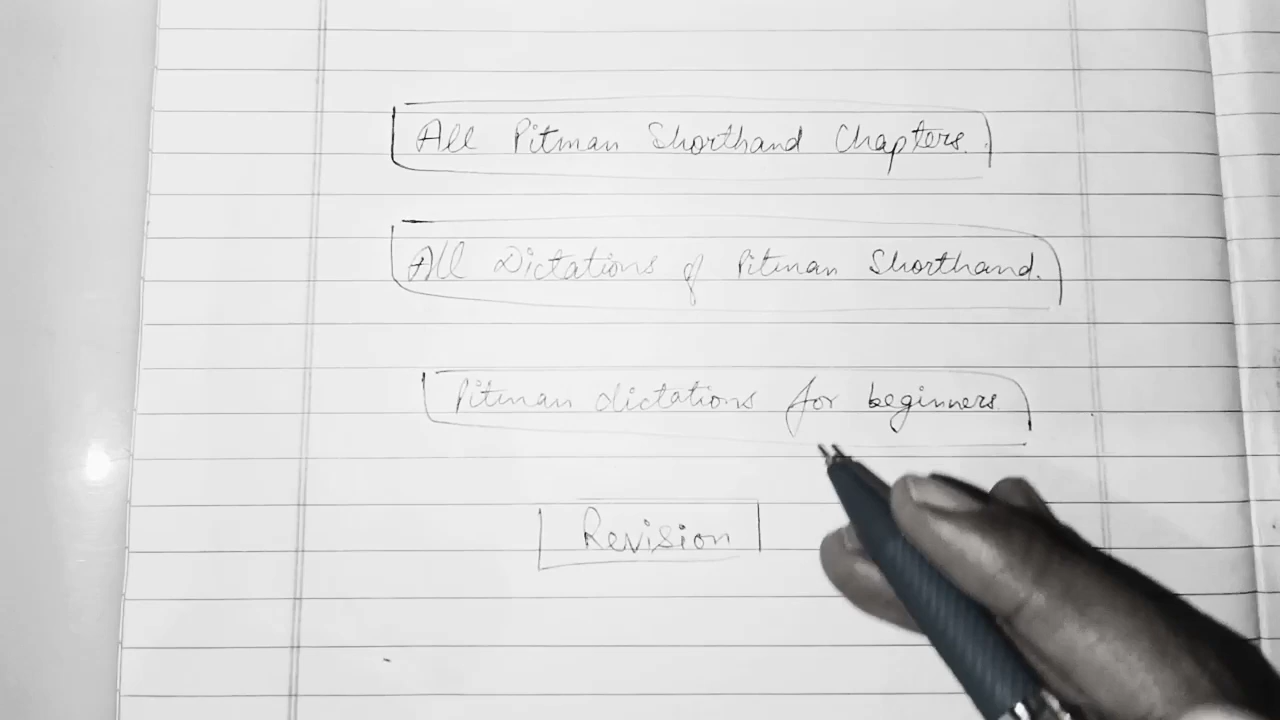 All Pitman Shorthand Chapters.
All Dictations of Pitman Shorthand.
Pitman dictations for beginners
Revision